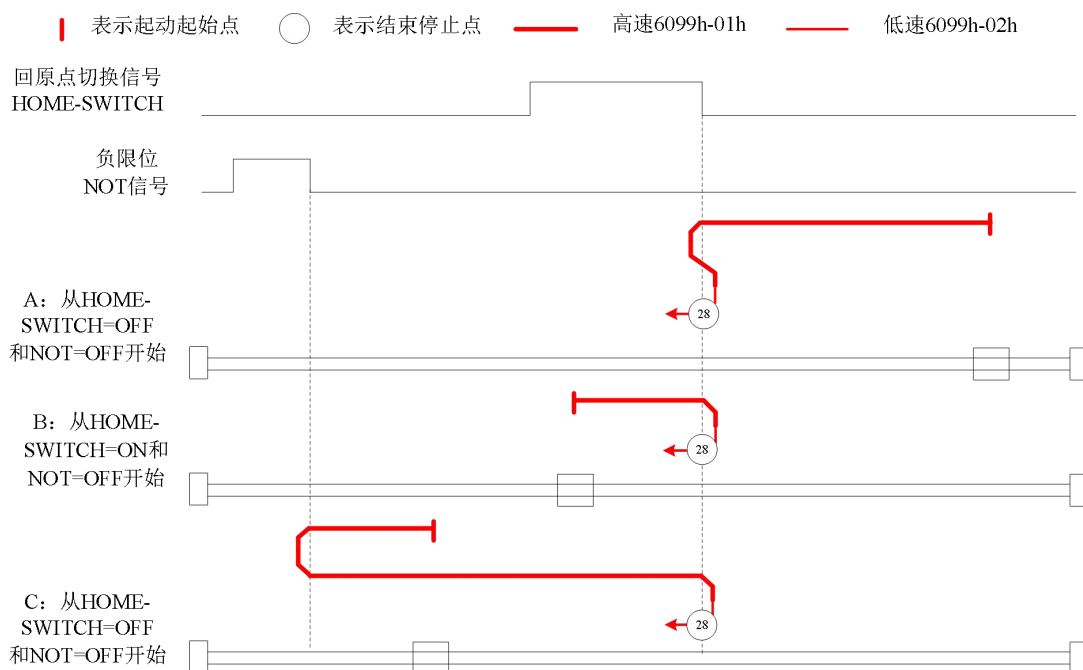 表示起动起始点 表示结束停止点 高速6099h-01h 低速6099h-02h
回原点切换信号
HOME-SWITCH
负限位
NOT信号
28
A：从HOME-
SWITCH=OFF
和NOT=OFF开始
B：从HOME-
SWITCH=ON和
NOT=OFF开始
28
C：从HOME-
SWITCH=OFF
和NOT=OFF开始
28